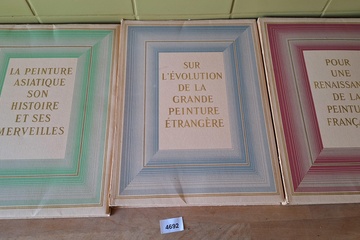 LA PEINTURE
ASIATIQUE
SON
HISTOIRE
ET SES
MERVEILLES
SUR
L'ÉVOLUTION
DE LA
GRANDE
PEINTURE
ÉTRANGÈRE
POUR
UNE
RENAISSAN
DE LA
PEINTU
FRANÇ
4692